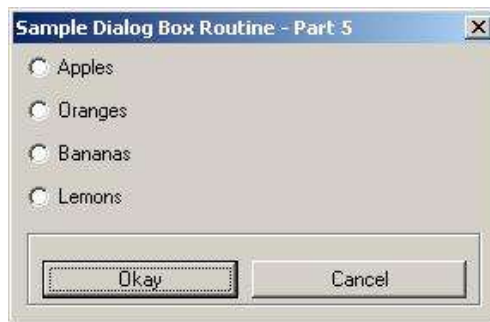 Sample Dialog Box Routine - Part 5
Apples
Oranges
Bananas
Lemons
Okay Cancel